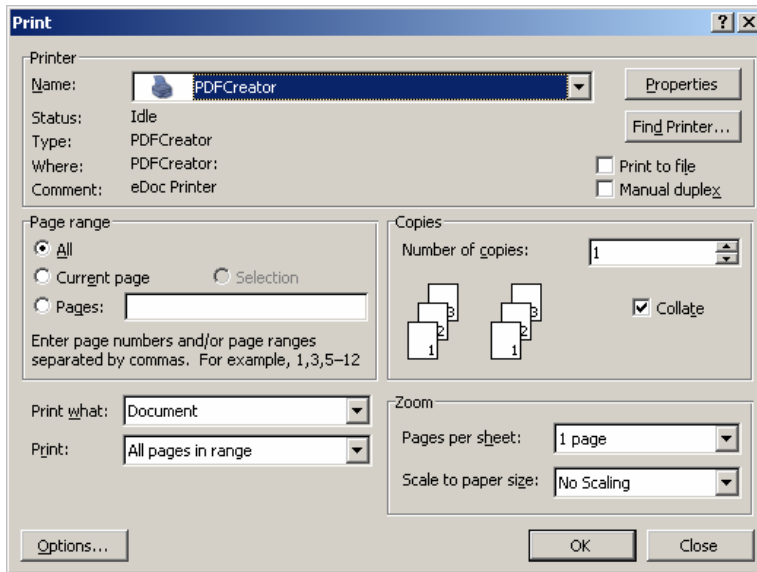 Print
Printer
Name: PDFCreator Properties
Status: Idle
Find Printer...
Type: PDFCreator
Where: PDFCreator: Print to file
Comment: eDoc Printer Manual duplex
Page range
All
Current page Selection
Pages:
Enter page numbers and/or page ranges
separated by commas. For example, 1,3,5–12
Copies
Number of copies: 1
3 3
2 2
1 1
Collate
Print what: Document
Print: All pages in range
Zoom
Pages per sheet: 1 page
Scale to paper size: No Scaling
Options... OK Close